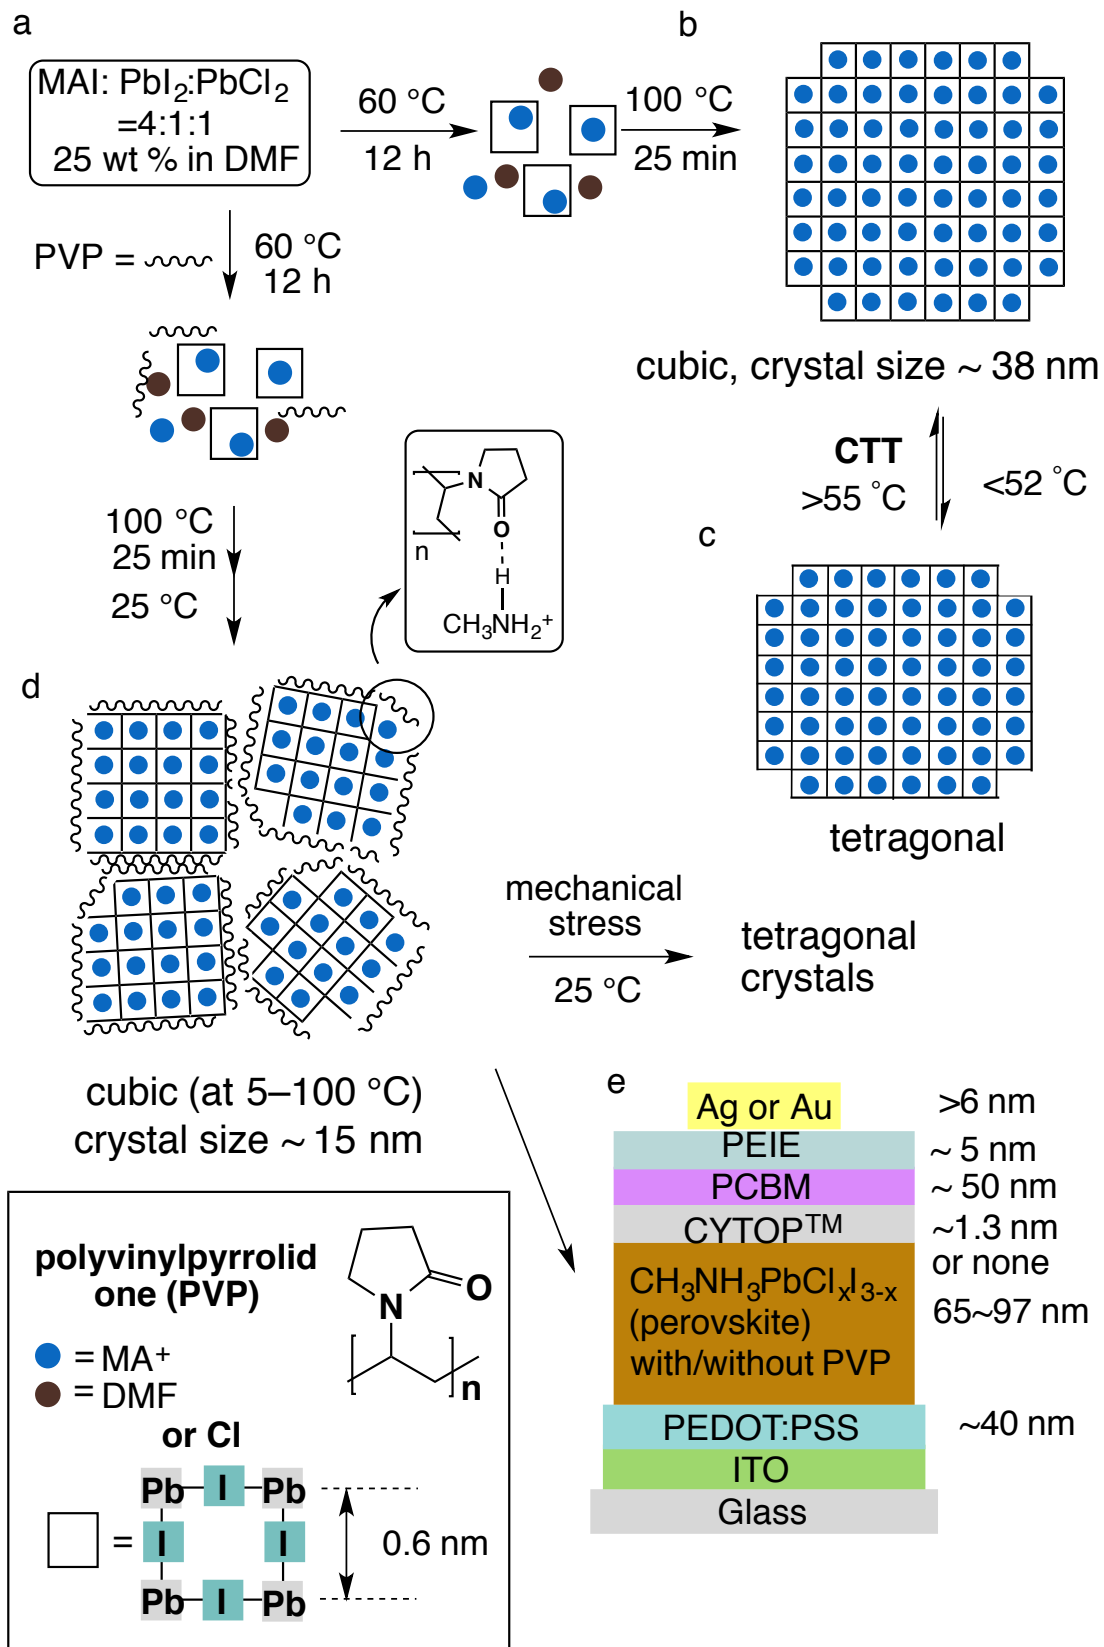 a
MAI: PbI₂:PbCl₂
=4:1:1
25 wt % in DMF
60 °C
12 h
100 °C
25 min
b
cubic, crystal size ~ 38 nm
PVP =
60 °C
12 h
CTT
>55 °C
<52 °C
100 °C
25 min
25 °C
N
O
n
H
CH₃NH₂⁺
c
tetragonal
d
mechanical
stress
25 °C
tetragonal
crystals
cubic (at 5–100 °C)
crystal size ~ 15 nm
e
Ag or Au
>6 nm
PEIE
~ 5 nm
PCBM
~ 50 nm
CYTOP™
~1.3 nm
or none
CH₃NH₃PbClₓI₃₋ₓ
(perovskite)
with/without PVP
65~97 nm
PEDOT:PSS
~40 nm
ITO
Glass
polyvinylpyrrolid
one (PVP)
O
N
n
= MA⁺
= DMF
or Cl
Pb I Pb
= I I
0.6 nm
Pb I Pb